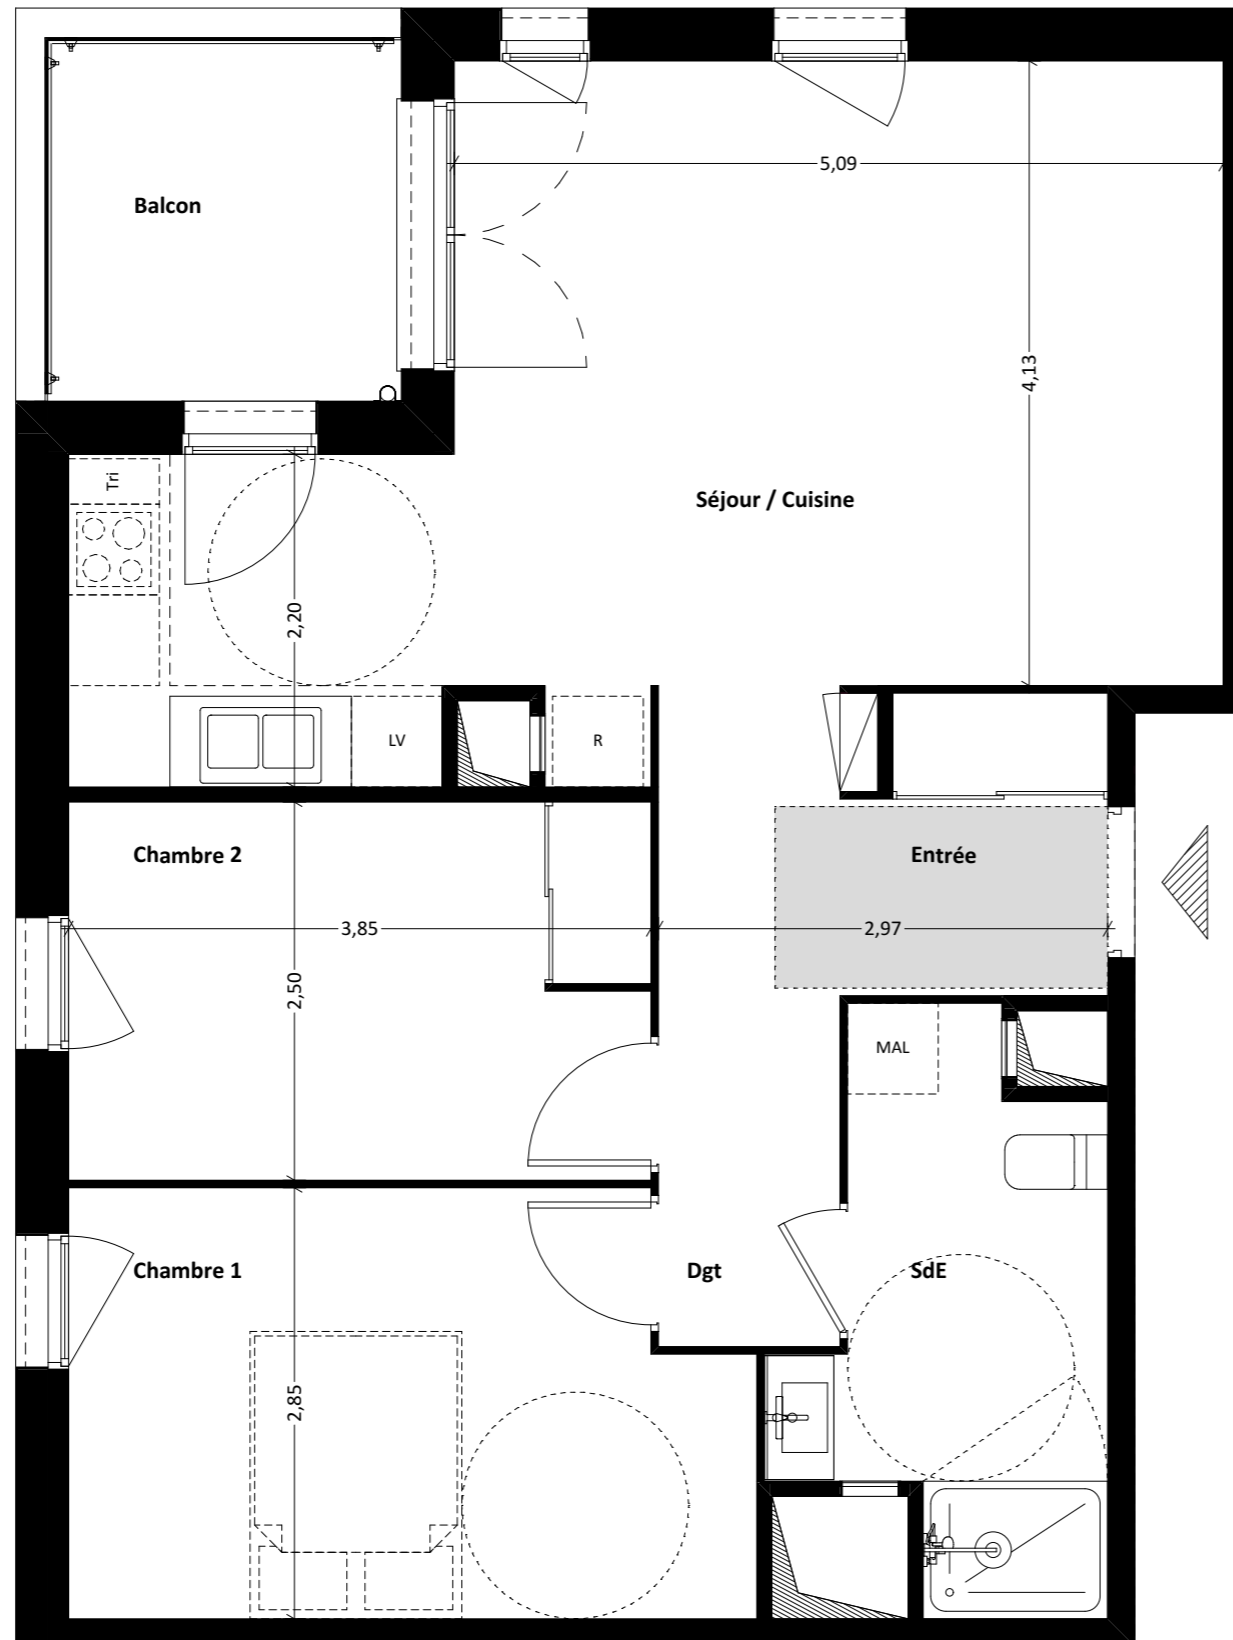 5,09
Balcon
4,13
Tri
Séjour / Cuisine
2,20
LV
R
Chambre 2
Entrée
3,85
2,97
2,50
MAL
Chambre 1
Dgt
SdE
2,85